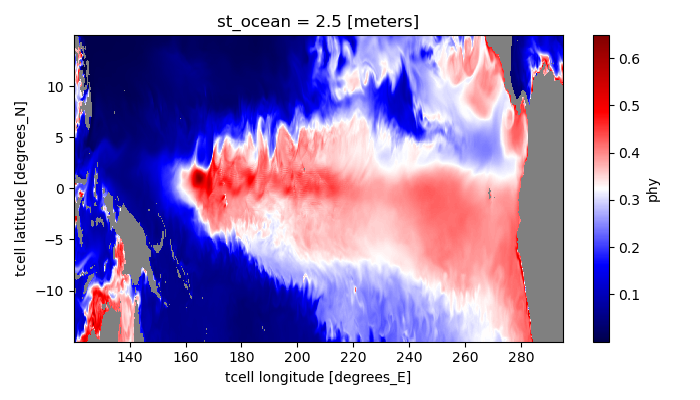 st_ocean = 2.5 [meters]
10
5
0
−5
−10
tcell latitude [degrees_N]
140 160 180 200 220 240 260 280
tcell longitude [degrees_E]
0.6
0.5
0.4
0.3
0.2
0.1
phy